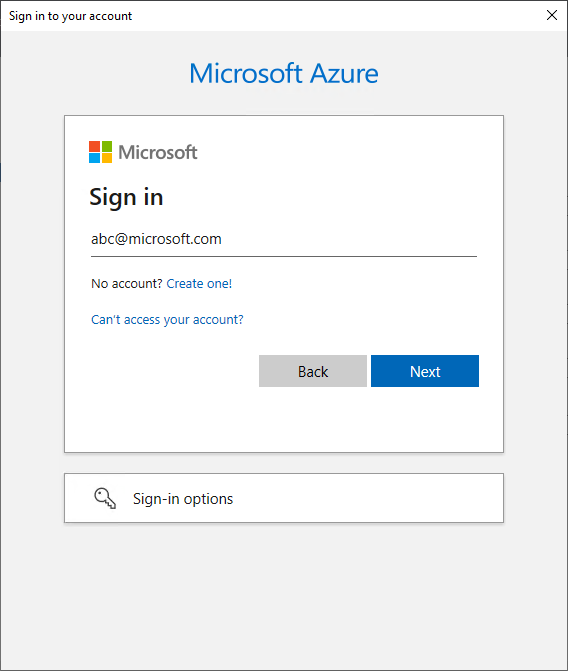 Sign in to your account
Microsoft Azure
Microsoft
Sign in
abc@microsoft.com
No account? Create one!
Can't access your account?
Back Next
Sign-in options